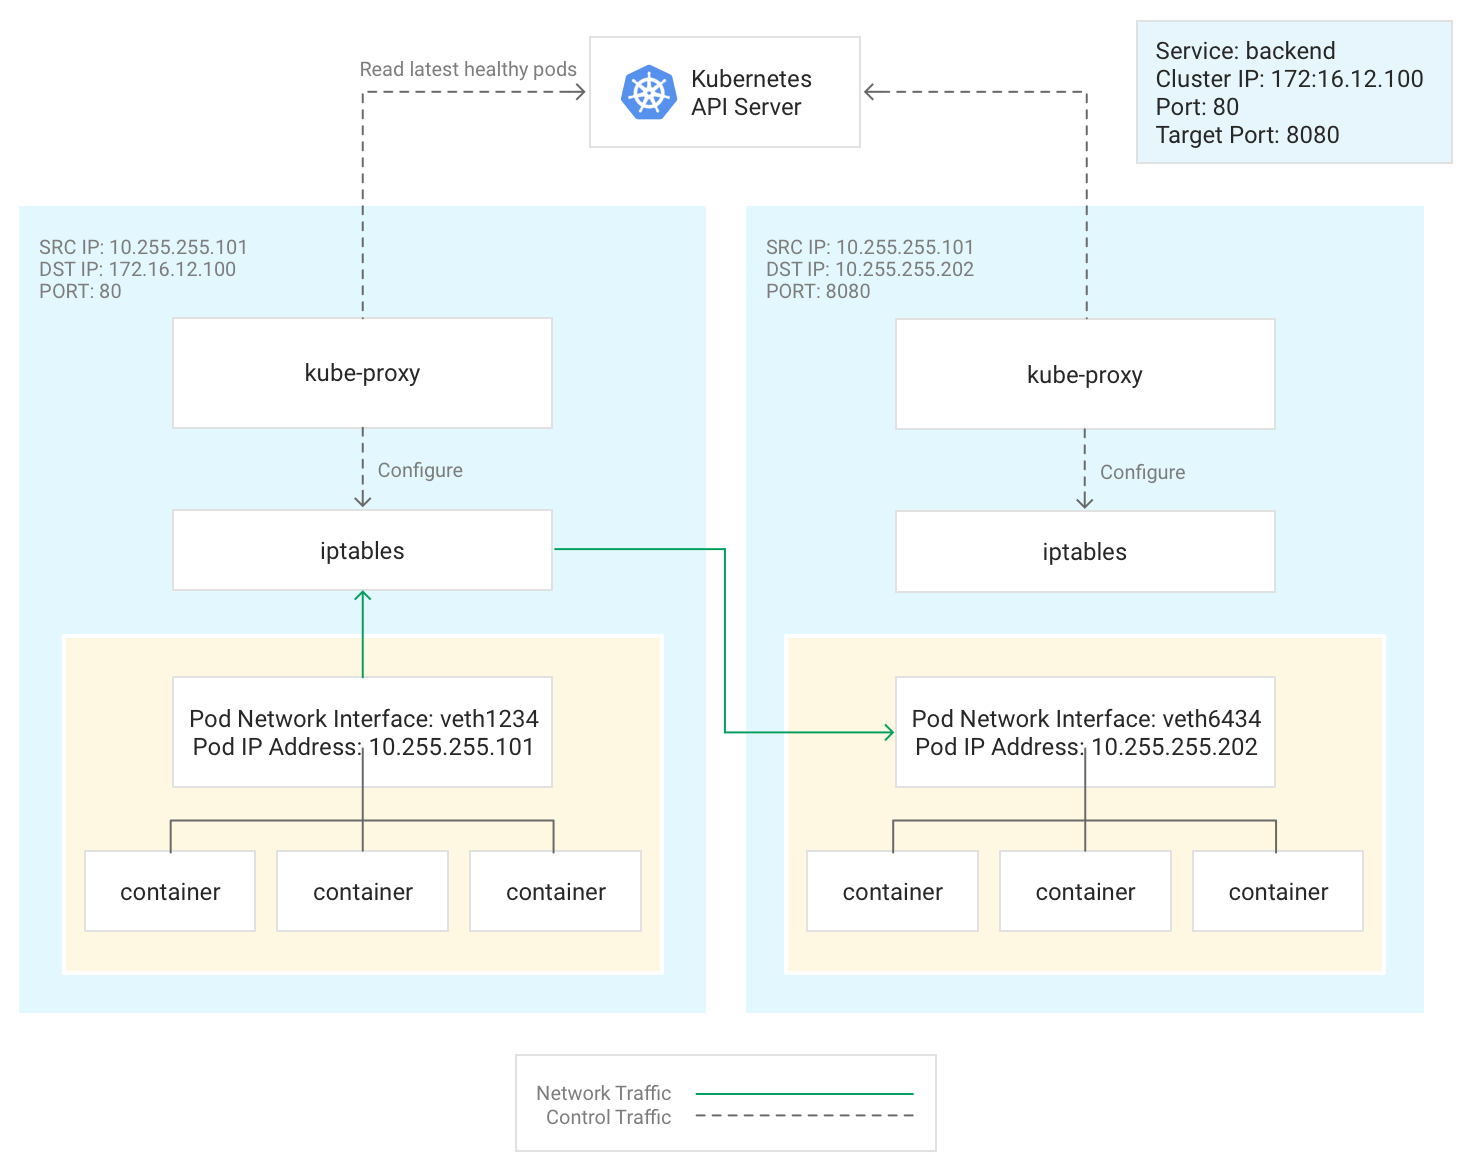 Read latest healthy pods
Kubernetes
API Server
Service: backend
Cluster IP: 172:16.12.100
Port: 80
Target Port: 8080
SRC IP: 10.255.255.101
DST IP: 172.16.12.100
PORT: 80
kube-proxy
Configure
iptables
Pod Network Interface: veth1234
Pod IP Address: 10.255.255.101
container
container
container
SRC IP: 10.255.255.101
DST IP: 10.255.255.202
PORT: 8080
kube-proxy
Configure
iptables
Pod Network Interface: veth6434
Pod IP Address: 10.255.255.202
container
container
container
Network Traffic
Control Traffic